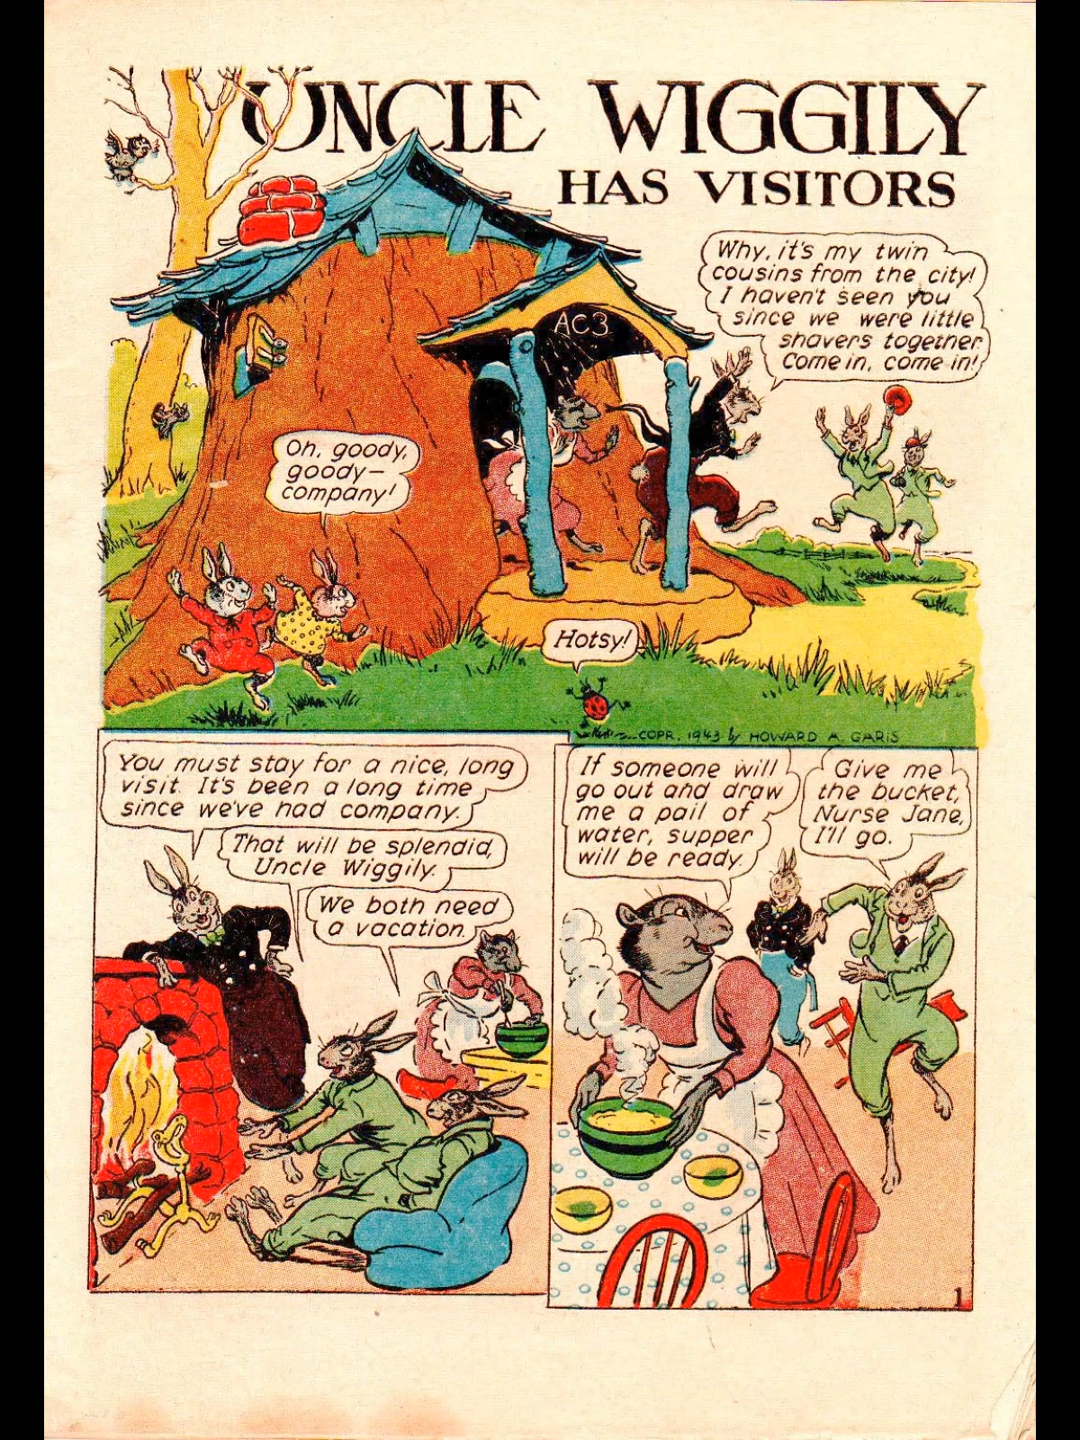 UNCLE WIGGILY
HAS VISITORS
Why, it's my twin
cousins from the city!
I haven't seen you
since we were little
shavers together
Come in, come in!
AC3
Oh, goody,
goody—
company!
Hotsy!
COPR. 1943 by HOWARD R. GARIS
You must stay for a nice, long
visit. It's been a long time
since we've had company.
That will be splendid,
Uncle Wiggily.
We both need
a vacation.
If someone will
go out and draw
me a pail of
water, supper
will be ready.
Give me
the bucket,
Nurse Jane,
I'll go.
1